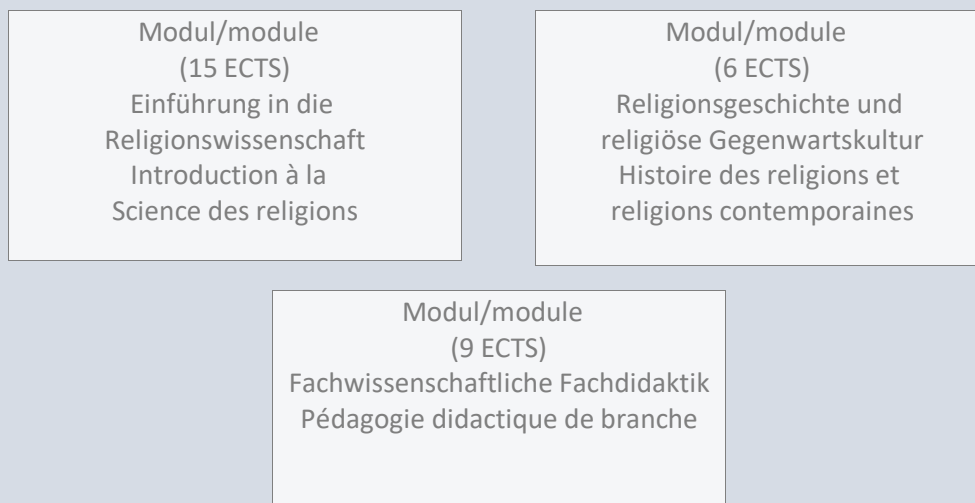 Modul/module
(15 ECTS)
Einführung in die
Religionswissenschaft
Introduction à la
Science des religions
Modul/module
(6 ECTS)
Religionsgeschichte und
religiöse Gegenwartskultur
Histoire des religions et
religions contemporaines
Modul/module
(9 ECTS)
Fachwissenschaftliche Fachdidaktik
Pédagogie didactique de branche